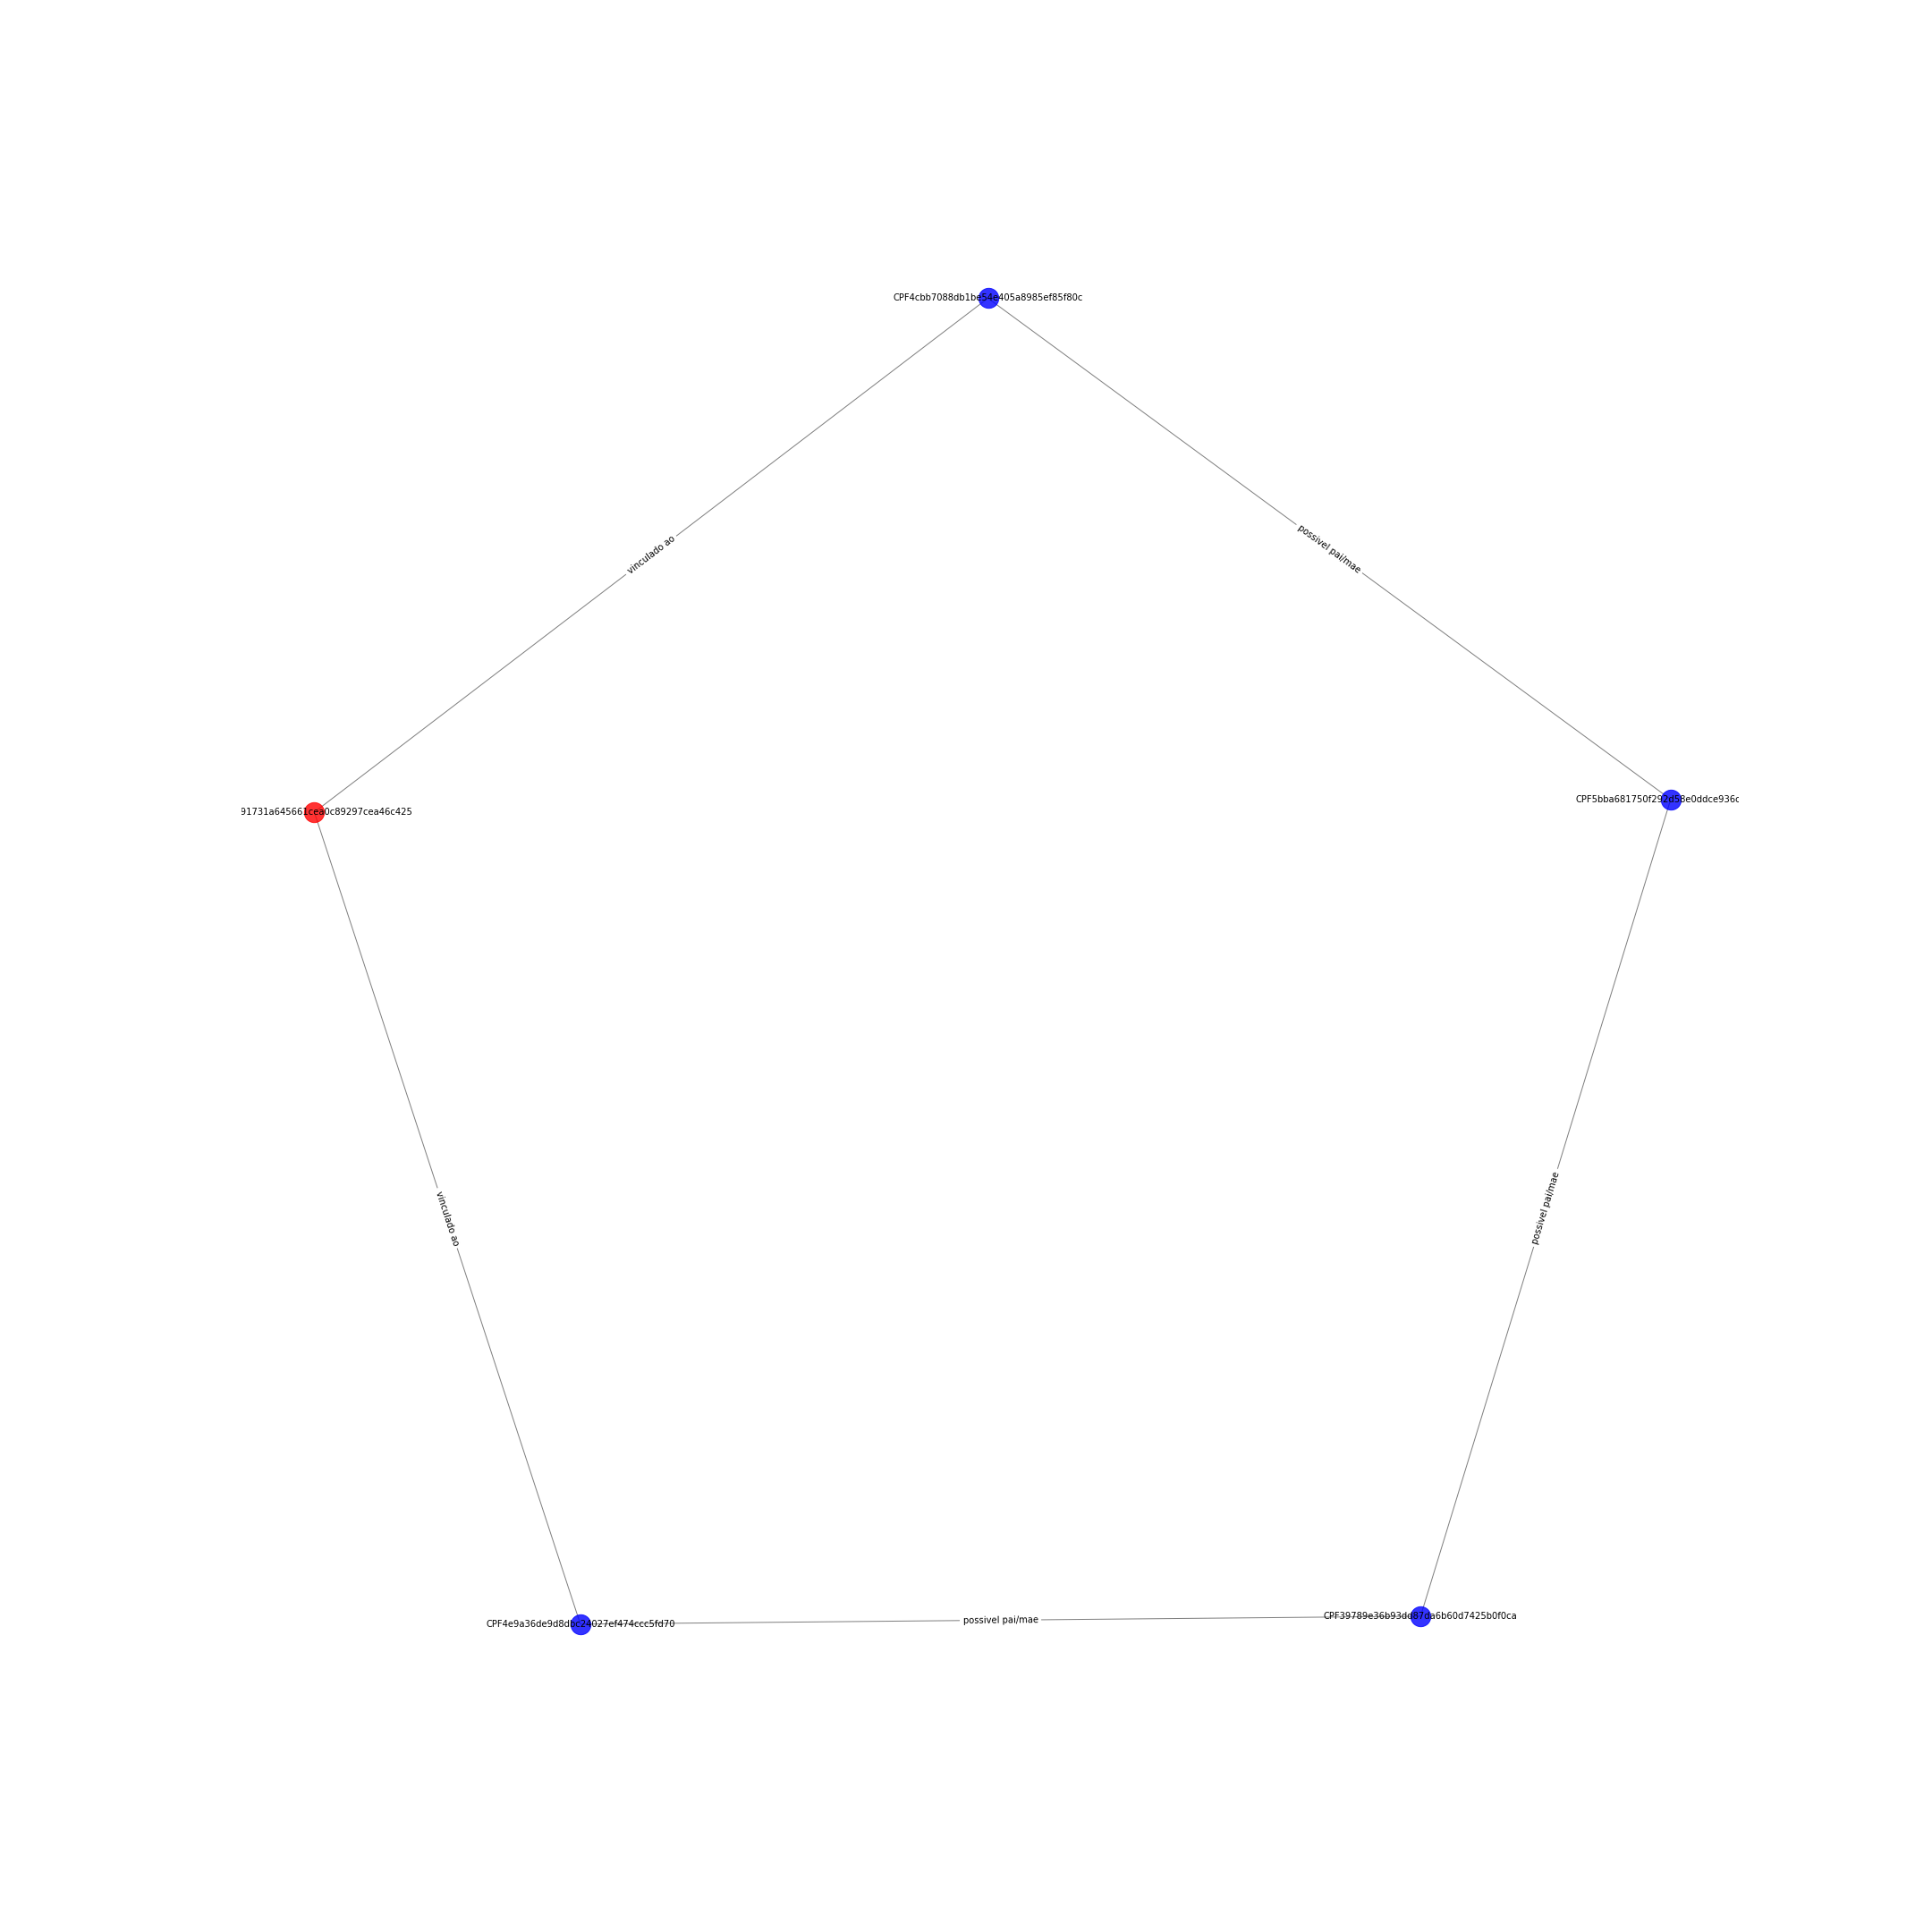 CPF4cbb7088db1be54e405a8985ef85f80c
vinculado ao
possivel pai/mae
CPF5bba681750f292d58e0ddce936c
91731a645661cea0c89297cea46c425
vinculado ao
possivel pai/mae
CPF4e9a36de9d8dbc24027ef474ccc5fd70
possivel pai/mae
CPF39789e36b93dd87da6b60d7425b0f0ca